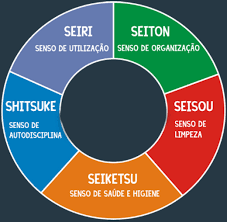 SEIRI
SENSO DE UTILIZAÇÃO
SEITON
SENSO DE ORGANIZAÇÃO
SEISOU
SENSO DE
LIMPEZA
SEIKETSU
SENSO DE SAÚDE E HIGIENE
SHITSUKE
SENSO DE
AUTODISCIPLINA